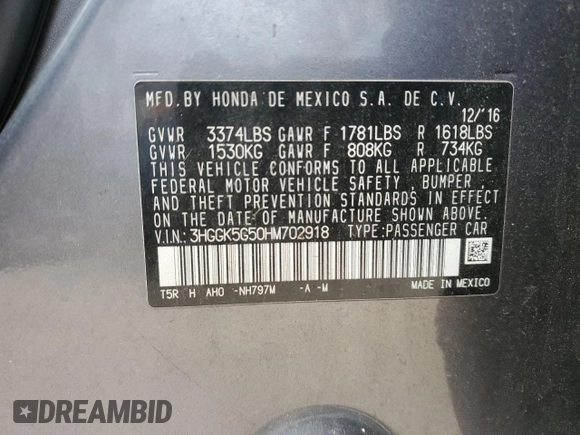 MFD.BY HONDA DE MEXICO S.A. DE C.V.
12/'16
GVWR 3374LBS GAWR F 1781LBS R 1618LBS
GVWR 1530KG GAWR F 808KG R 734KG
THIS VEHICLE CONFORMS TO ALL APPLICABLE
FEDERAL MOTOR VEHICLE SAFETY, BUMPER,
AND THEFT PREVENTION STANDARDS IN EFFECT
ON THE DATE OF MANUFACTURE SHOWN ABOVE.
V.I.N.: 3HGGK5G50HM702918 TYPE:PASSENGER CAR
T5R H AHO -NH797M -A -M
MADE IN MEXICO
DREAMBID